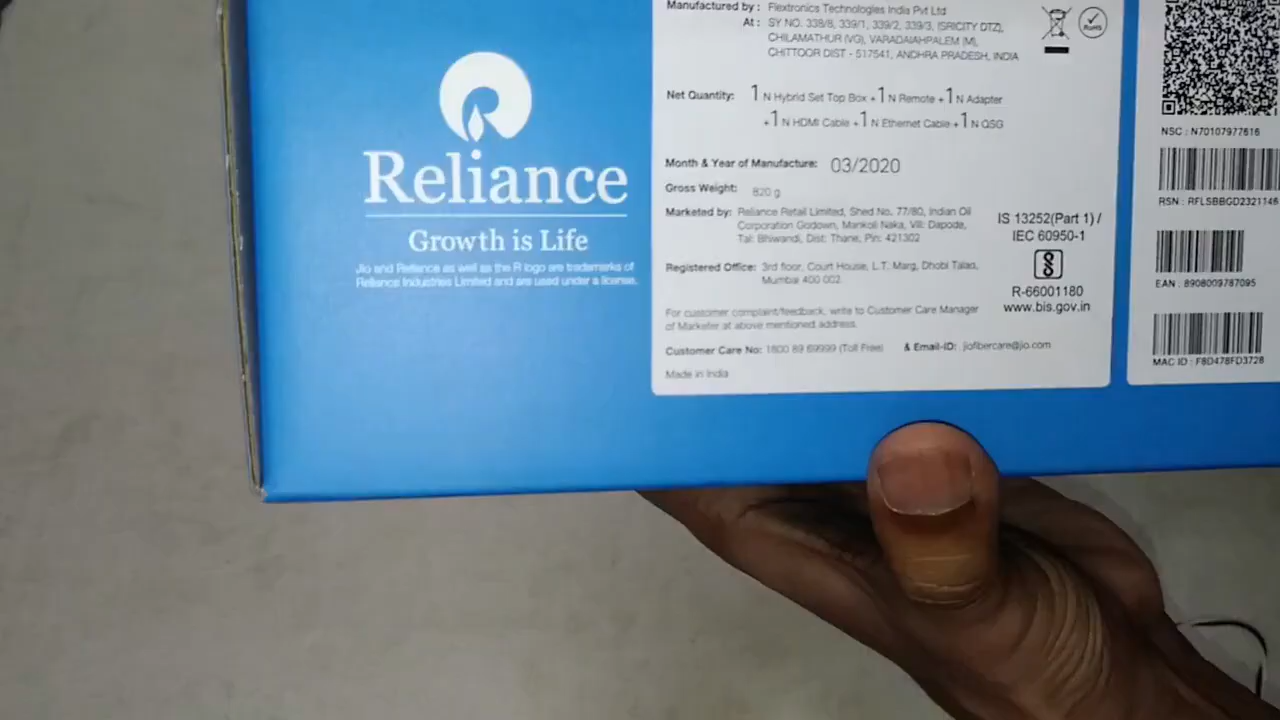 Reliance
Growth is Life
Jio and Reliance as well as the R logo are trademarks of
Reliance Industries Limited and are used under a license.
Manufactured by : Flextronics Technologies India Pvt Ltd
At : SY NO. 338/8, 339/1, 339/2, 339/3, (SRICITY DTZ),
CHILAMATHUR (VG), VARADAIAHPALEM (M),
CHITTOOR DIST - 517541, ANDHRA PRADESH, INDIA
RoHS
Net Quantity: 1 N Hybrid Set Top Box + 1 N Remote + 1 N Adapter
+ 1 N HDMI Cable + 1 N Ethernet Cable + 1 N QSG
Month & Year of Manufacture: 03/2020
Gross Weight: 820 g
Marketed by: Reliance Retail Limited, Shed No. 77/80, Indian Oil
Corporation Godown, Mankoli Naka, Vill: Dapode,
Tal: Bhiwandi, Dist: Thane, Pin: 421302
Registered Office: 3rd floor, Court House, L.T. Marg, Dhobi Talao,
Mumbai 400 002.
IS 13252(Part 1) /
IEC 60950-1
R-66001180
www.bis.gov.in
For customer complaint/feedback, write to Customer Care Manager
of Marketer at above mentioned address.
Customer Care No: 1800 89 69999 (Toll Free) & Email-ID: jiofibercare@jio.com
Made in India
NSC : N70107977616
RSN : RFLSBBGD2321146
EAN : 8908009787095
MAC ID : F8D478FD3728